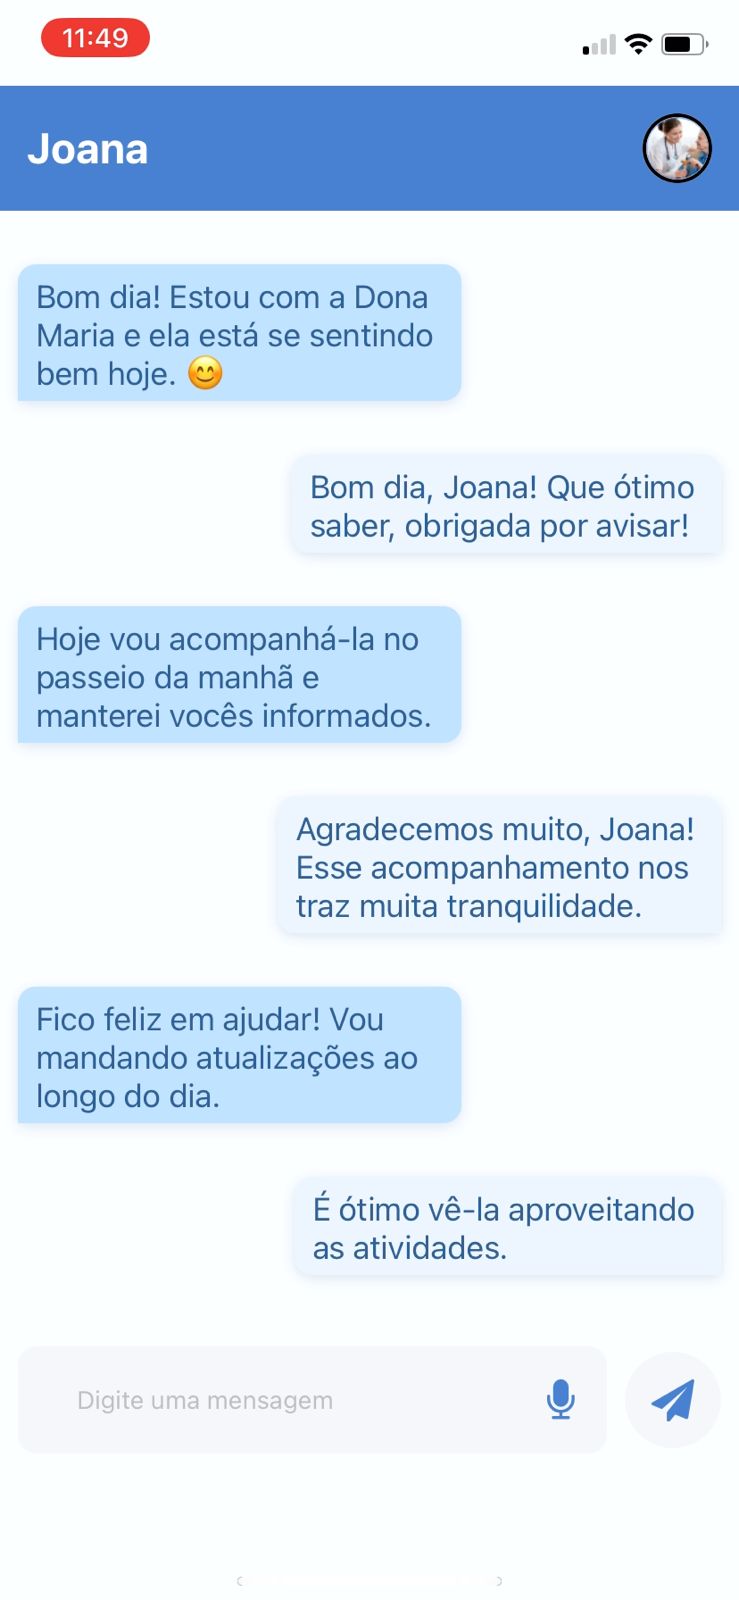 11:49
Joana
Bom dia! Estou com a Dona
Maria e ela está se sentindo
bem hoje. 😊
Bom dia, Joana! Que ótimo
saber, obrigada por avisar!
Hoje vou acompanhá-la no
passeio da manhã e
manterei vocês informados.
Agradecemos muito, Joana!
Esse acompanhamento nos
traz muita tranquilidade.
Fico feliz em ajudar! Vou
mandando atualizações ao
longo do dia.
É ótimo vê-la aproveitando
as atividades.
Digite uma mensagem